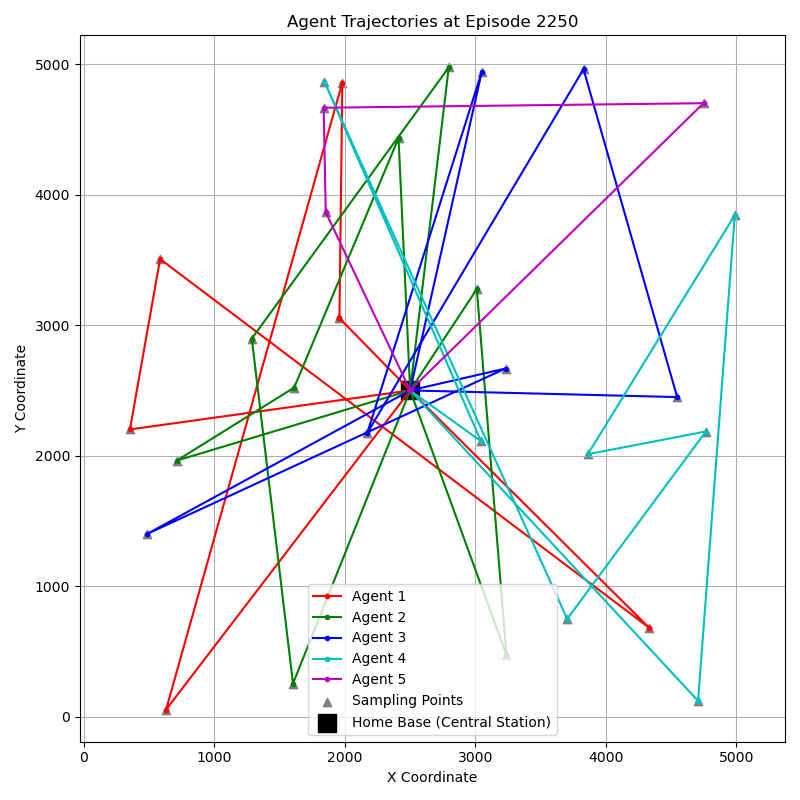 Agent Trajectories at Episode 2250
Y Coordinate
5000
4000
3000
2000
1000
0
Agent 1
Agent 2
Agent 3
Agent 4
Agent 5
Sampling Points
Home Base (Central Station)
0 1000 2000 3000 4000 5000
X Coordinate